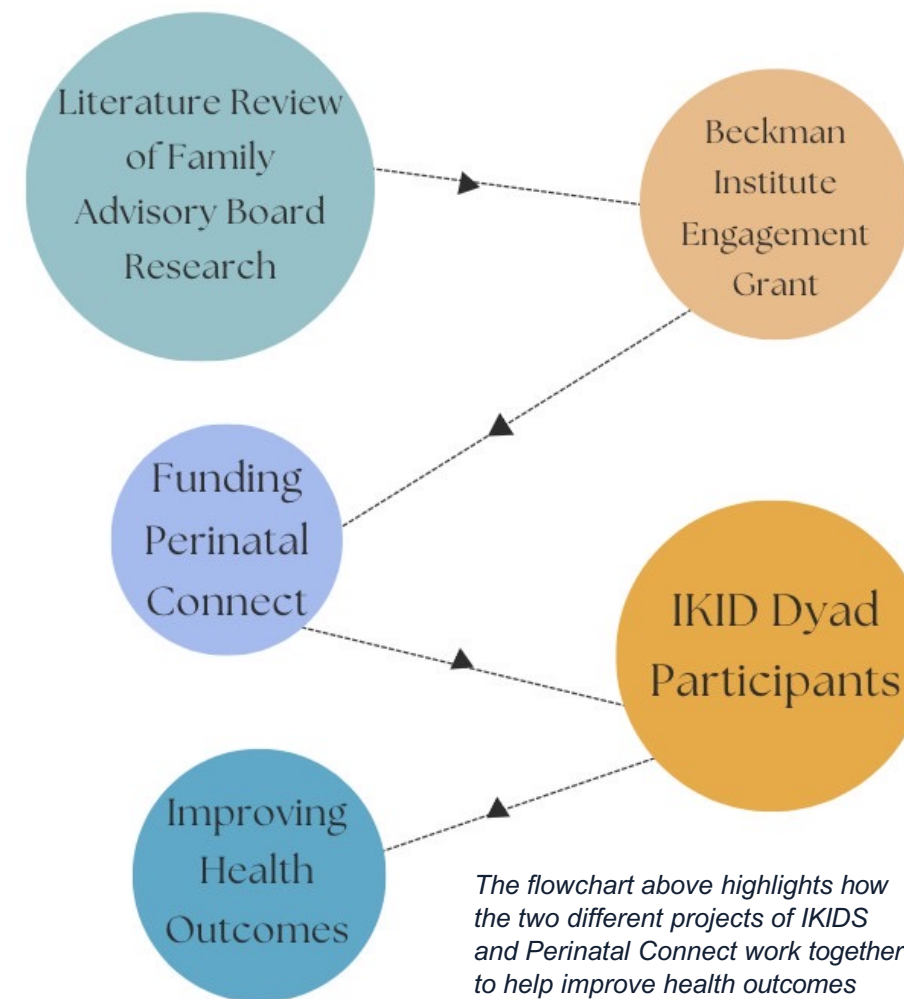 Literature Review
of Family
Advisory Board
Research
Beckman
Institute
Engagement
Grant
Funding
Perinatal
Connect
IKID Dyad
Participants
Improving
Health
Outcomes
The flowchart above highlights how
the two different projects of IKIDS
and Perinatal Connect work together
to help improve health outcomes